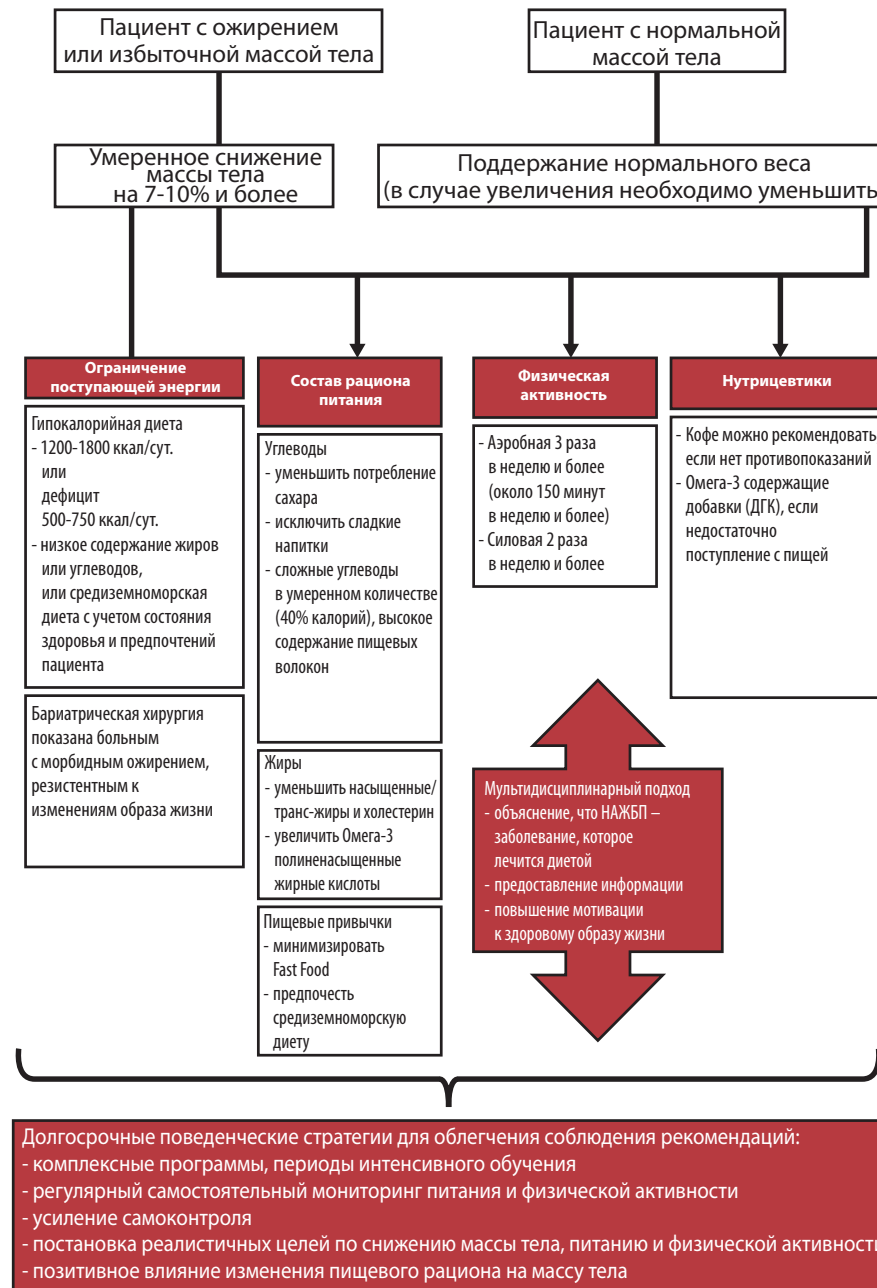 Пациент с ожирением
или избыточной массой тела
Пациент с нормальной
массой тела
Умеренное снижение
массы тела
на 7-10% и более
Поддержание нормального веса
(в случае увеличения необходимо уменьшить
Ограничение
поступающей энергии
Гипокалорийная диета
- 1200-1800 ккал/сут.
или
дефицит
500-750 ккал/сут.
- низкое содержание жиров
или углеводов,
или средиземноморская
диета с учетом состояния
здоровья и предпочтений
пациента
Бариатрическая хирургия
показана больным
с морбидным ожирением,
резистентным к
изменениям образа жизни
Состав рациона
питания
Углеводы
- уменьшить потребление
сахара
- исключить сладкие
напитки
- сложные углеводы
в умеренном количестве
(40% калорий), высокое
содержание пищевых
волокон
Жиры
- уменьшить насыщенные/
транс-жиры и холестерин
- увеличить Омега-3
полиненасыщенные
жирные кислоты
Пищевые привычки
- минимизировать
Fast Food
- предпочесть
средиземноморскую
диету
Физическая
активность
- Аэробная 3 раза
в неделю и более
(около 150 минут
в неделю и более)
- Силовая 2 раза
в неделю и более
Нутрицевтики
- Кофе можно рекомендовать
если нет противопоказаний
- Омега-3 содержащие
добавки (ДГК), если
недостаточно
поступление с пищей
Мультидисциплинарный подход
- объяснение, что НАЖБП –
заболевание, которое
лечится диетой
- предоставление информации
- повышение мотивации
к здоровому образу жизни
Долгосрочные поведенческие стратегии для облегчения соблюдения рекомендаций:
- комплексные программы, периоды интенсивного обучения
- регулярный самостоятельный мониторинг питания и физической активности
- усиление самоконтроля
- постановка реалистичных целей по снижению массы тела, питанию и физической активности
- позитивное влияние изменения пищевого рациона на массу тела